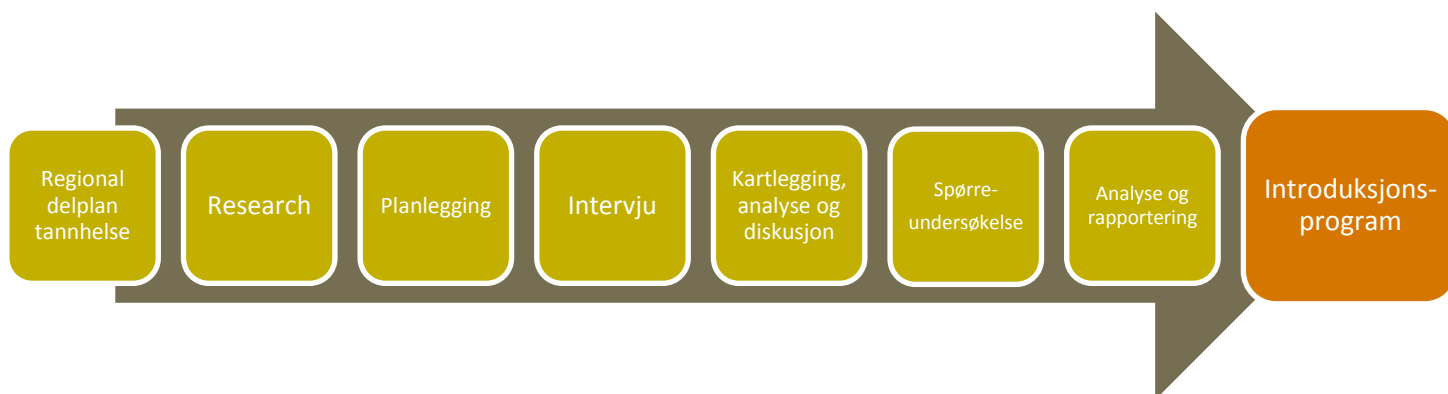 Regional
delplan
tannhelse
Research
Planlegging
Intervju
Kartlegging,
analyse og
diskusjon
Spørre-
undersøkelse
Analyse og
rapportering
Introduksjons-
program